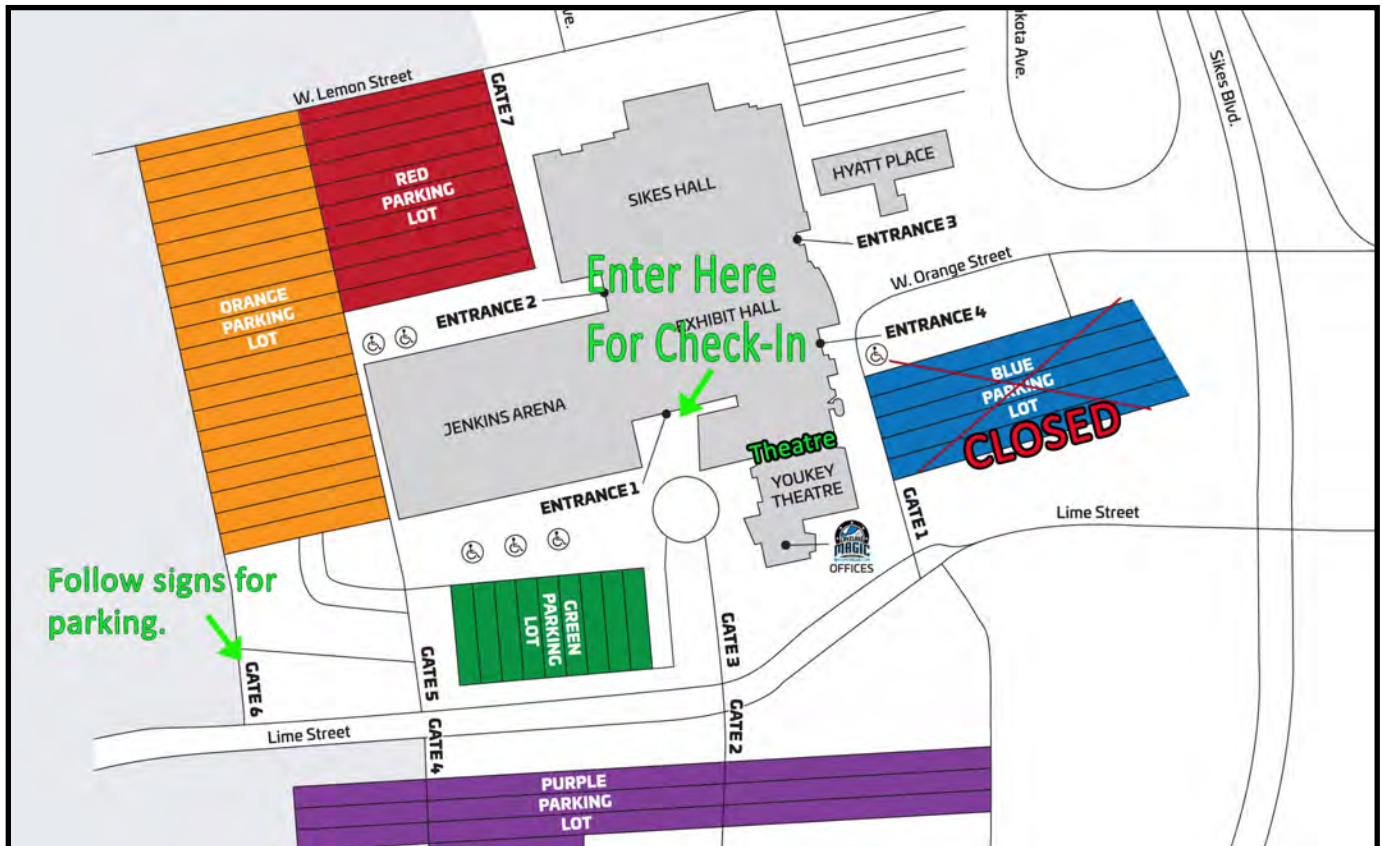 ve.
kota Ave.
Sikes Blvd.
W. Lemon Street
GATE 7
RED
PARKING
LOT
SIKES HALL
HYATT PLACE
ENTRANCE 3
W. Orange Street
ORANGE
PARKING
LOT
ENTRANCE 2
Enter Here
For Check-In
EXHIBIT HALL
ENTRANCE 4
BLUE
PARKING
LOT
CLOSED
JENKINS ARENA
Theatre
YOUKEY
THEATRE
ENTRANCE 1
GATE 1
Lime Street
MAGIC
OFFICES
Follow signs for
parking.
GREEN
PARKING
LOT
GATE 3
GATE 6
GATE 5
Lime Street
GATE 4
GATE 2
PURPLE
PARKING
LOT